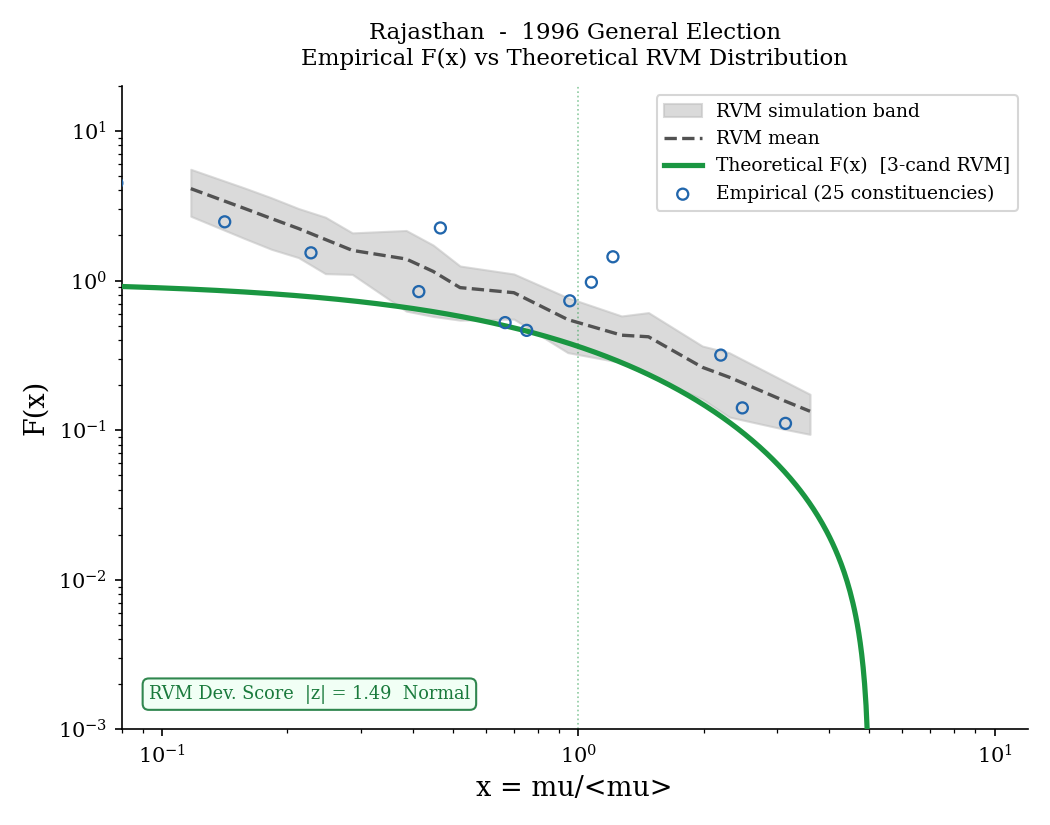 Rajasthan - 1996 General Election
Empirical F(x) vs Theoretical RVM Distribution
RVM simulation band
RVM mean
Theoretical F(x) [3-cand RVM]
Empirical (25 constituencies)
F(x)
10¹
10⁰
10⁻¹
10⁻²
10⁻³
RVM Dev. Score |z| = 1.49 Normal
10⁻¹ 10⁰ 10¹
x = mu/<mu>